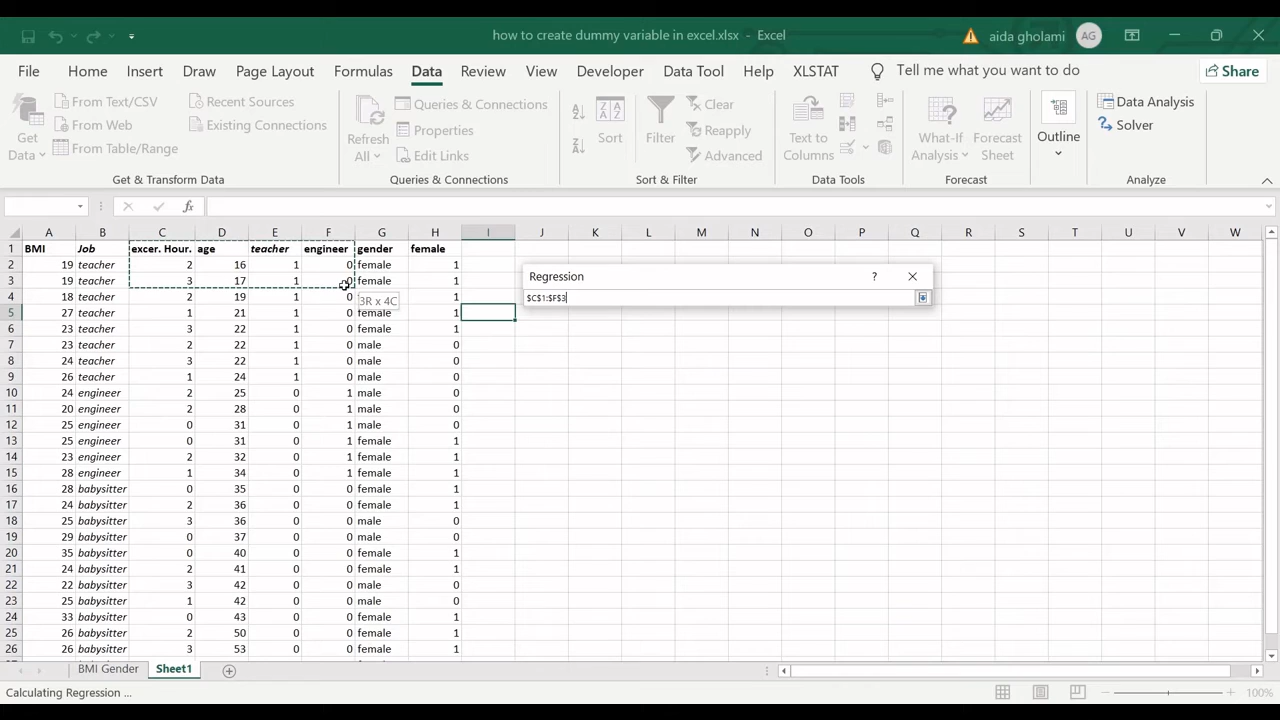 how to create dummy variable in excel.xlsx - Excel
aida gholami
AG
File Home Insert Draw Page Layout Formulas Data Review View Developer Data Tool Help XLSTAT Tell me what you want to do Share
Get Data
From Text/CSV
From Web
From Table/Range
Recent Sources
Existing Connections
Get & Transform Data
Refresh All
Queries & Connections
Properties
Edit Links
Queries & Connections
Sort
Filter
Clear
Reapply
Advanced
Sort & Filter
Text to Columns
Data Tools
What-If Analysis
Forecast Sheet
Forecast
Outline
Data Analysis
Solver
Analyze
fx
A B C D E F G H I J K L M N O P Q R S T U V W
1 BMI Job excer. Hour. age teacher engineer gender female
2 19 teacher 2 16 1 0 female 1
3 19 teacher 3 17 1 0 female 1
4 18 teacher 2 19 1 0 1
5 27 teacher 1 21 1 0 female 1
6 23 teacher 3 22 1 0 female 1
7 23 teacher 2 22 1 0 male 0
8 24 teacher 3 22 1 0 male 0
9 26 teacher 1 24 1 0 male 0
10 24 engineer 2 25 0 1 male 0
11 20 engineer 2 28 0 1 male 0
12 25 engineer 0 31 0 1 male 0
13 25 engineer 0 31 0 1 female 1
14 23 engineer 2 32 0 1 female 1
15 28 engineer 1 34 0 1 female 1
16 28 babysitter 0 35 0 0 female 1
17 24 babysitter 2 36 0 0 female 1
18 25 babysitter 3 36 0 0 male 0
19 29 babysitter 0 37 0 0 male 0
20 35 babysitter 0 40 0 0 female 1
21 24 babysitter 2 41 0 0 female 1
22 22 babysitter 3 42 0 0 male 0
23 25 babysitter 1 42 0 0 male 0
24 33 babysitter 0 43 0 0 female 1
25 26 babysitter 2 50 0 0 female 1
26 26 babysitter 3 53 0 0 female 1
3R x 4C
Regression ?
$C$1:$F$3
BMI Gender Sheet1
Calculating Regression ...
100%